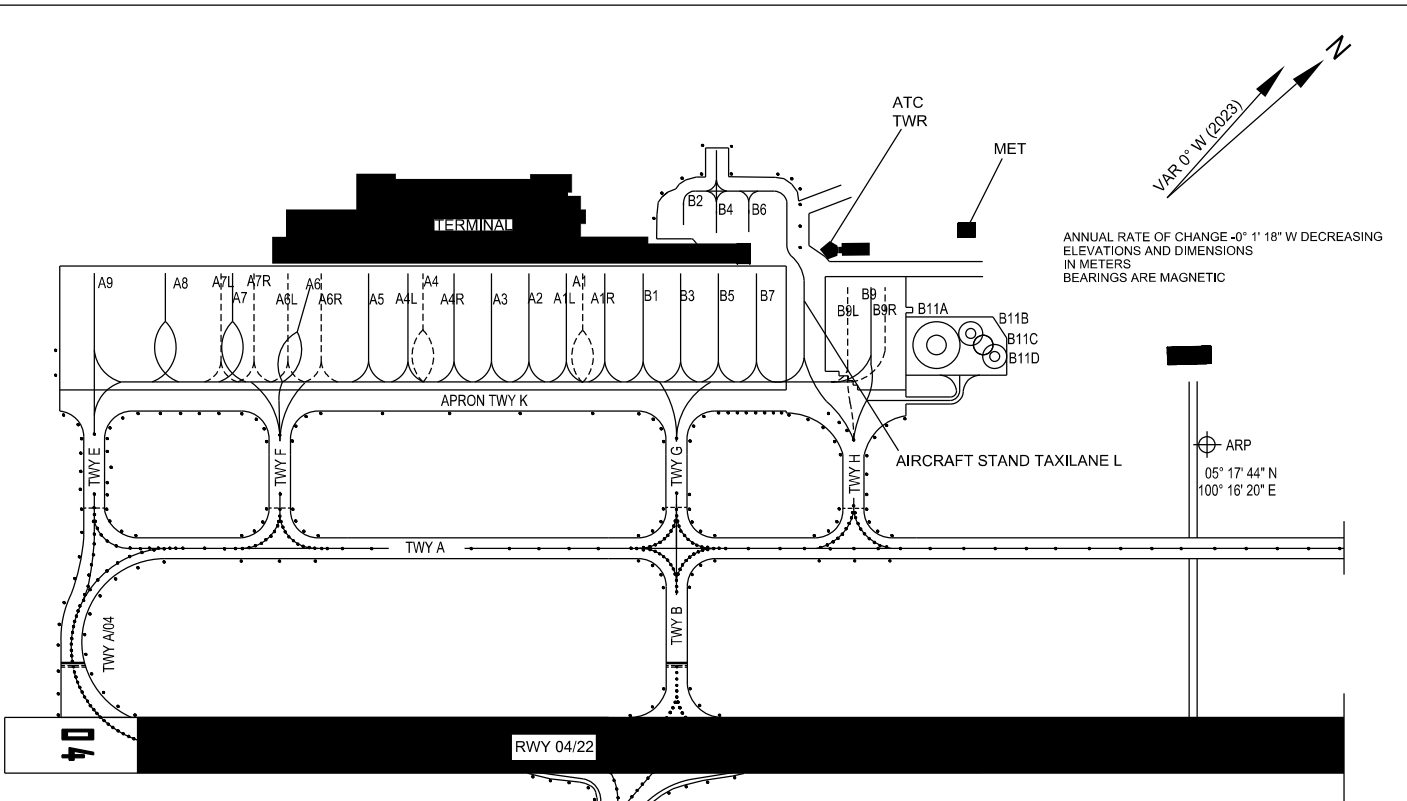 N
VAR 0° W (2023)
ATC
TWR
MET
ANNUAL RATE OF CHANGE -0° 1' 18" W DECREASING
ELEVATIONS AND DIMENSIONS
IN METERS
BEARINGS ARE MAGNETIC
B2
B4
B6
TERMINAL
A9
A8
A7L
A7
A7R
A6L
A6
A6R
A5
A4L
A4
A4R
A3
A2
A1L
A1
A1R
B1
B3
B5
B7
B9L
B9
B9R
B11A
B11B
B11C
B11D
APRON TWY K
AIRCRAFT STAND TAXILANE L
ARP
05° 17' 44" N
100° 16' 20" E
TWY E
TWY F
TWY G
TWY H
TWY A
TWY A/04
TWY B
04
RWY 04/22